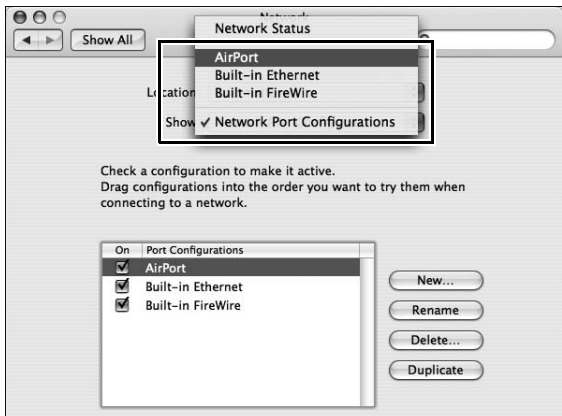 Network
Show All
Network Status
AirPort
Built-in Ethernet
Built-in FireWire
Location
Show
✓ Network Port Configurations
Check a configuration to make it active.
Drag configurations into the order you want to try them when
connecting to a network.
On Port Configurations
AirPort
Built-in Ethernet
Built-in FireWire
New...
Rename
Delete...
Duplicate